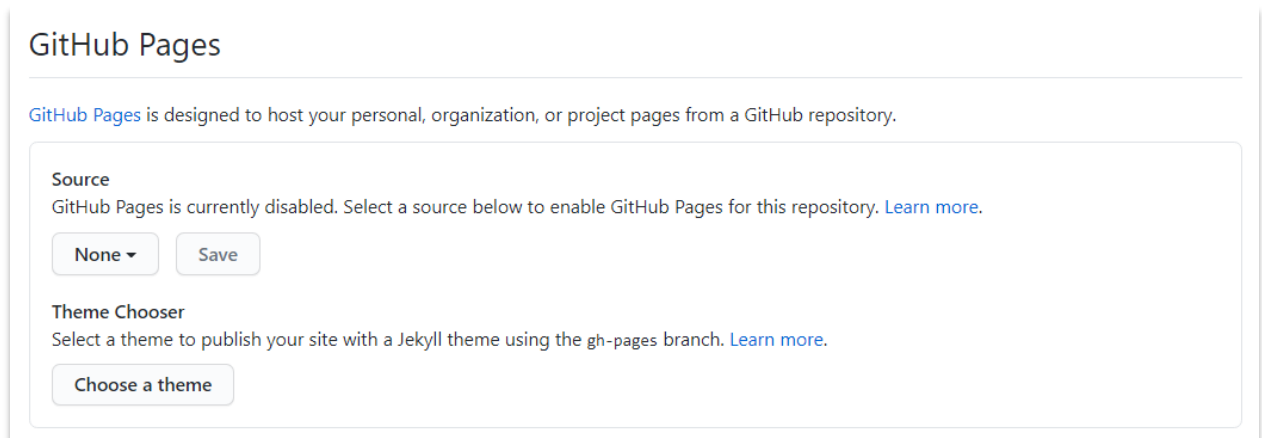 GitHub Pages
GitHub Pages is designed to host your personal, organization, or project pages from a GitHub repository.
Source
GitHub Pages is currently disabled. Select a source below to enable GitHub Pages for this repository. Learn more.
None Save
Theme Chooser
Select a theme to publish your site with a Jekyll theme using the gh-pages branch. Learn more.
Choose a theme